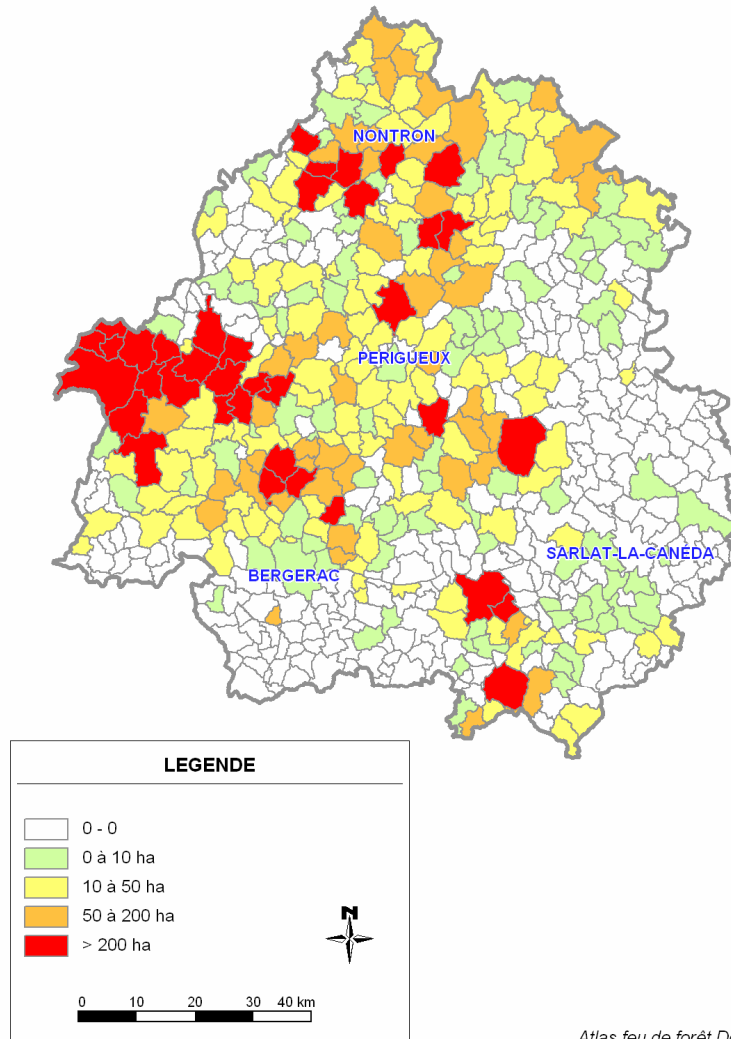 NONTRON
PERIGUEUX
SARLAT-LA-CANÉDA
BERGERAC
LEGENDE
0 - 0
0 à 10 ha
10 à 50 ha
50 à 200 ha
> 200 ha
N
0 10 20 30 40 km
Atlas feu de forêt